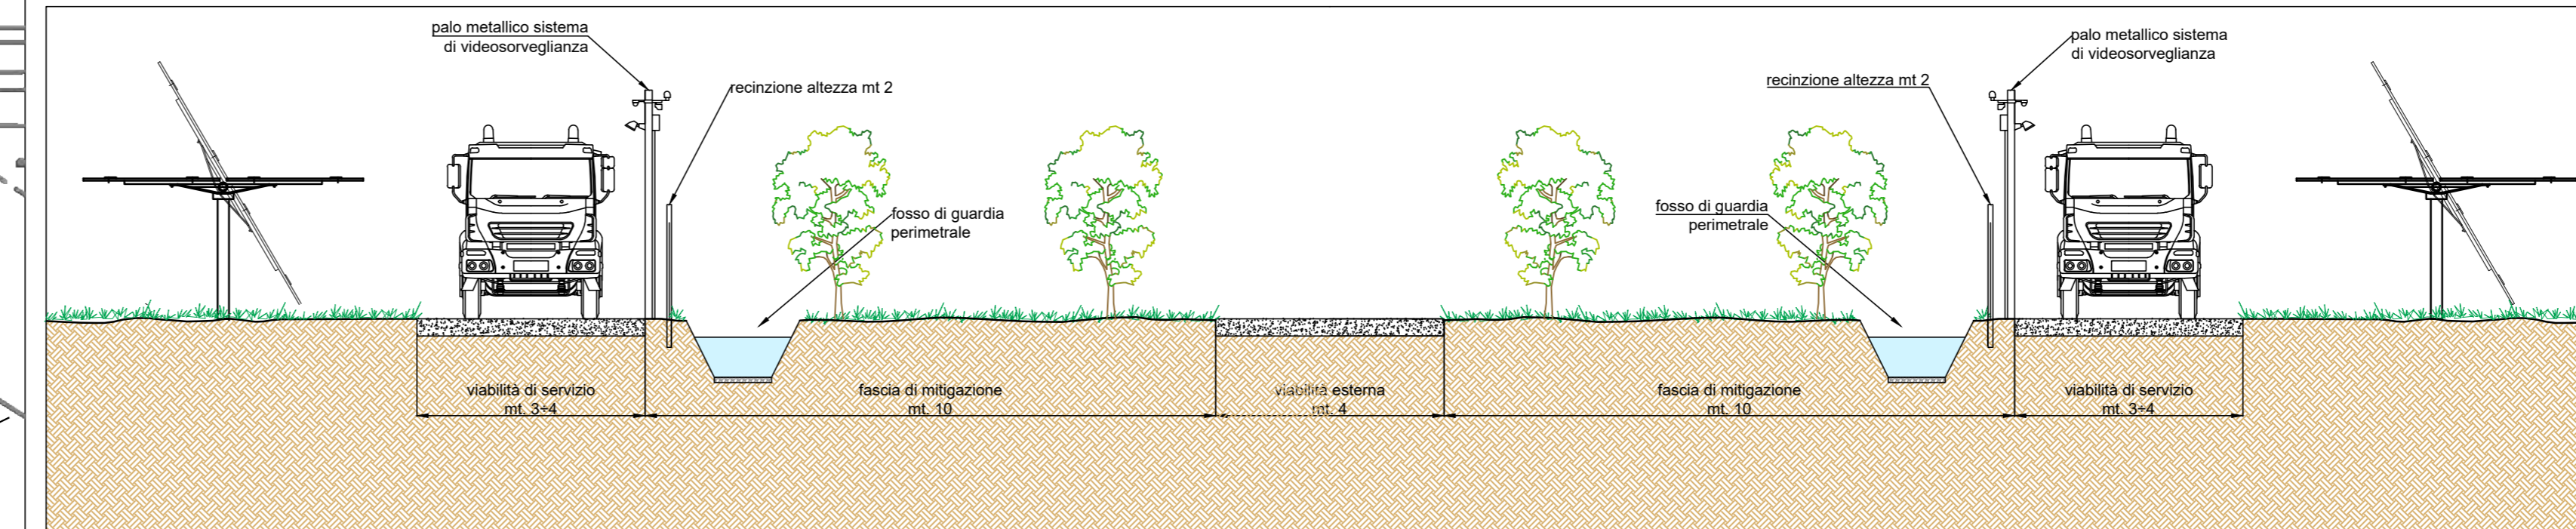 palo metallico sistema
di videosorveglianza
recinzione altezza mt 2
fosso di guardia
perimetrale
palo metallico sistema
di videosorveglianza
recinzione altezza mt 2
fosso di guardia
perimetrale
viabilità di servizio
mt. 3÷4
fascia di mitigazione
mt. 10
viabilità esterna
mt. 4
fascia di mitigazione
mt. 10
viabilità di servizio
mt. 3÷4